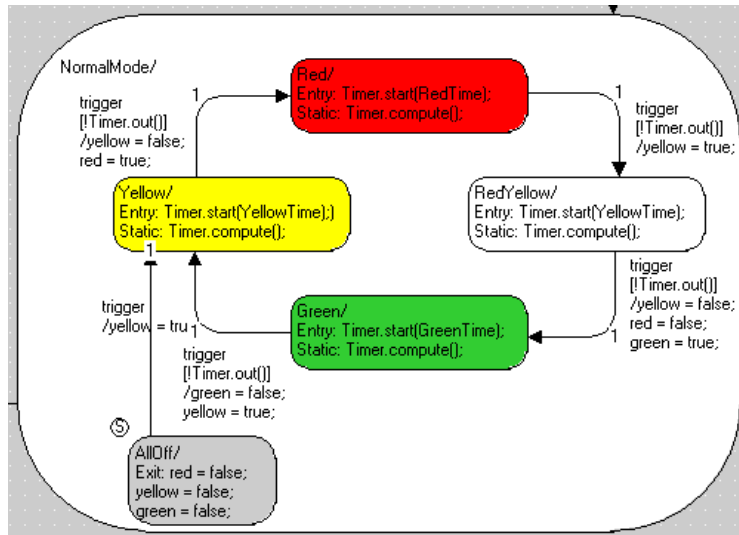 NormalMode/
1
trigger
[!Timer.out()]
/yellow = false;
red = true;
Red/
Entry: Timer.start(RedTime);
Static: Timer.compute();
1
trigger
[!Timer.out()]
/yellow = true;
Yellow/
Entry: Timer.start(YellowTime);)
Static: Timer.compute();
1
RedYellow/
Entry: Timer.start(YellowTime);
Static: Timer.compute();
trigger
/yellow = tru
1
trigger
[!Timer.out()]
/green = false;
yellow = true;
Green/
Entry: Timer.start(GreenTime);
Static: Timer.compute();
1
trigger
[!Timer.out()]
/yellow = false;
red = false;
green = true;
S
AllOff/
Exit: red = false;
yellow = false;
green = false;